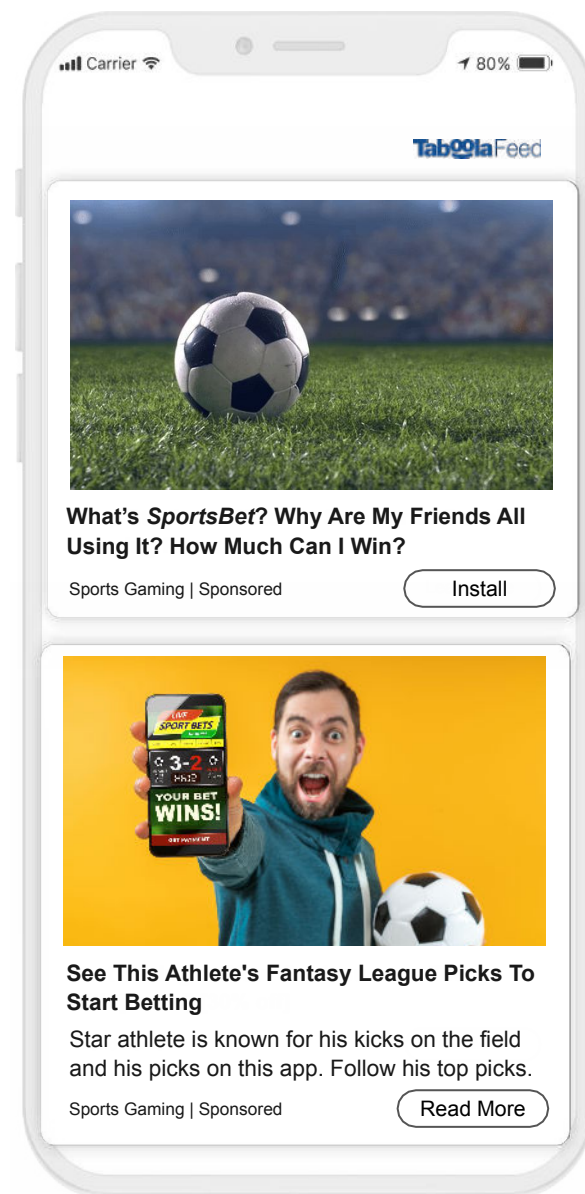 Carrier
80%
Taboola Feed
What's SportsBet? Why Are My Friends All
Using It? How Much Can I Win?
Sports Gaming | Sponsored
Install
LIVE
SPORT BETS
3-2
YOUR BET
WINS!
See This Athlete's Fantasy League Picks To
Start Betting
Star athlete is known for his kicks on the field
and his picks on this app. Follow his top picks.
Sports Gaming | Sponsored
Read More